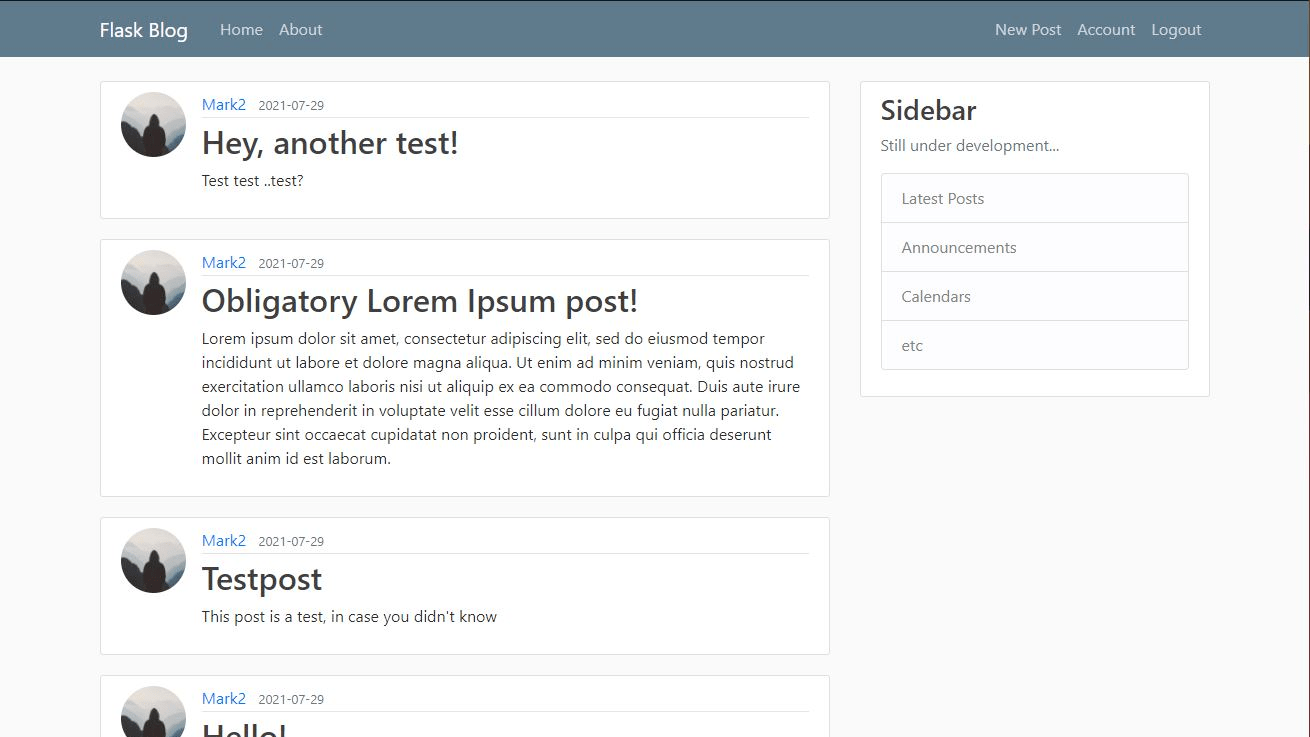 Flask Blog Home About New Post Account Logout
Mark2 2021-07-29
Hey, another test!
Test test ..test?
Mark2 2021-07-29
Obligatory Lorem Ipsum post!
Lorem ipsum dolor sit amet, consectetur adipiscing elit, sed do eiusmod tempor
incididunt ut labore et dolore magna aliqua. Ut enim ad minim veniam, quis nostrud
exercitation ullamco laboris nisi ut aliquip ex ea commodo consequat. Duis aute irure
dolor in reprehenderit in voluptate velit esse cillum dolore eu fugiat nulla pariatur.
Excepteur sint occaecat cupidatat non proident, sunt in culpa qui officia deserunt
mollit anim id est laborum.
Mark2 2021-07-29
Testpost
This post is a test, in case you didn't know
Mark2 2021-07-29
Hello!
Sidebar
Still under development...
Latest Posts
Announcements
Calendars
etc